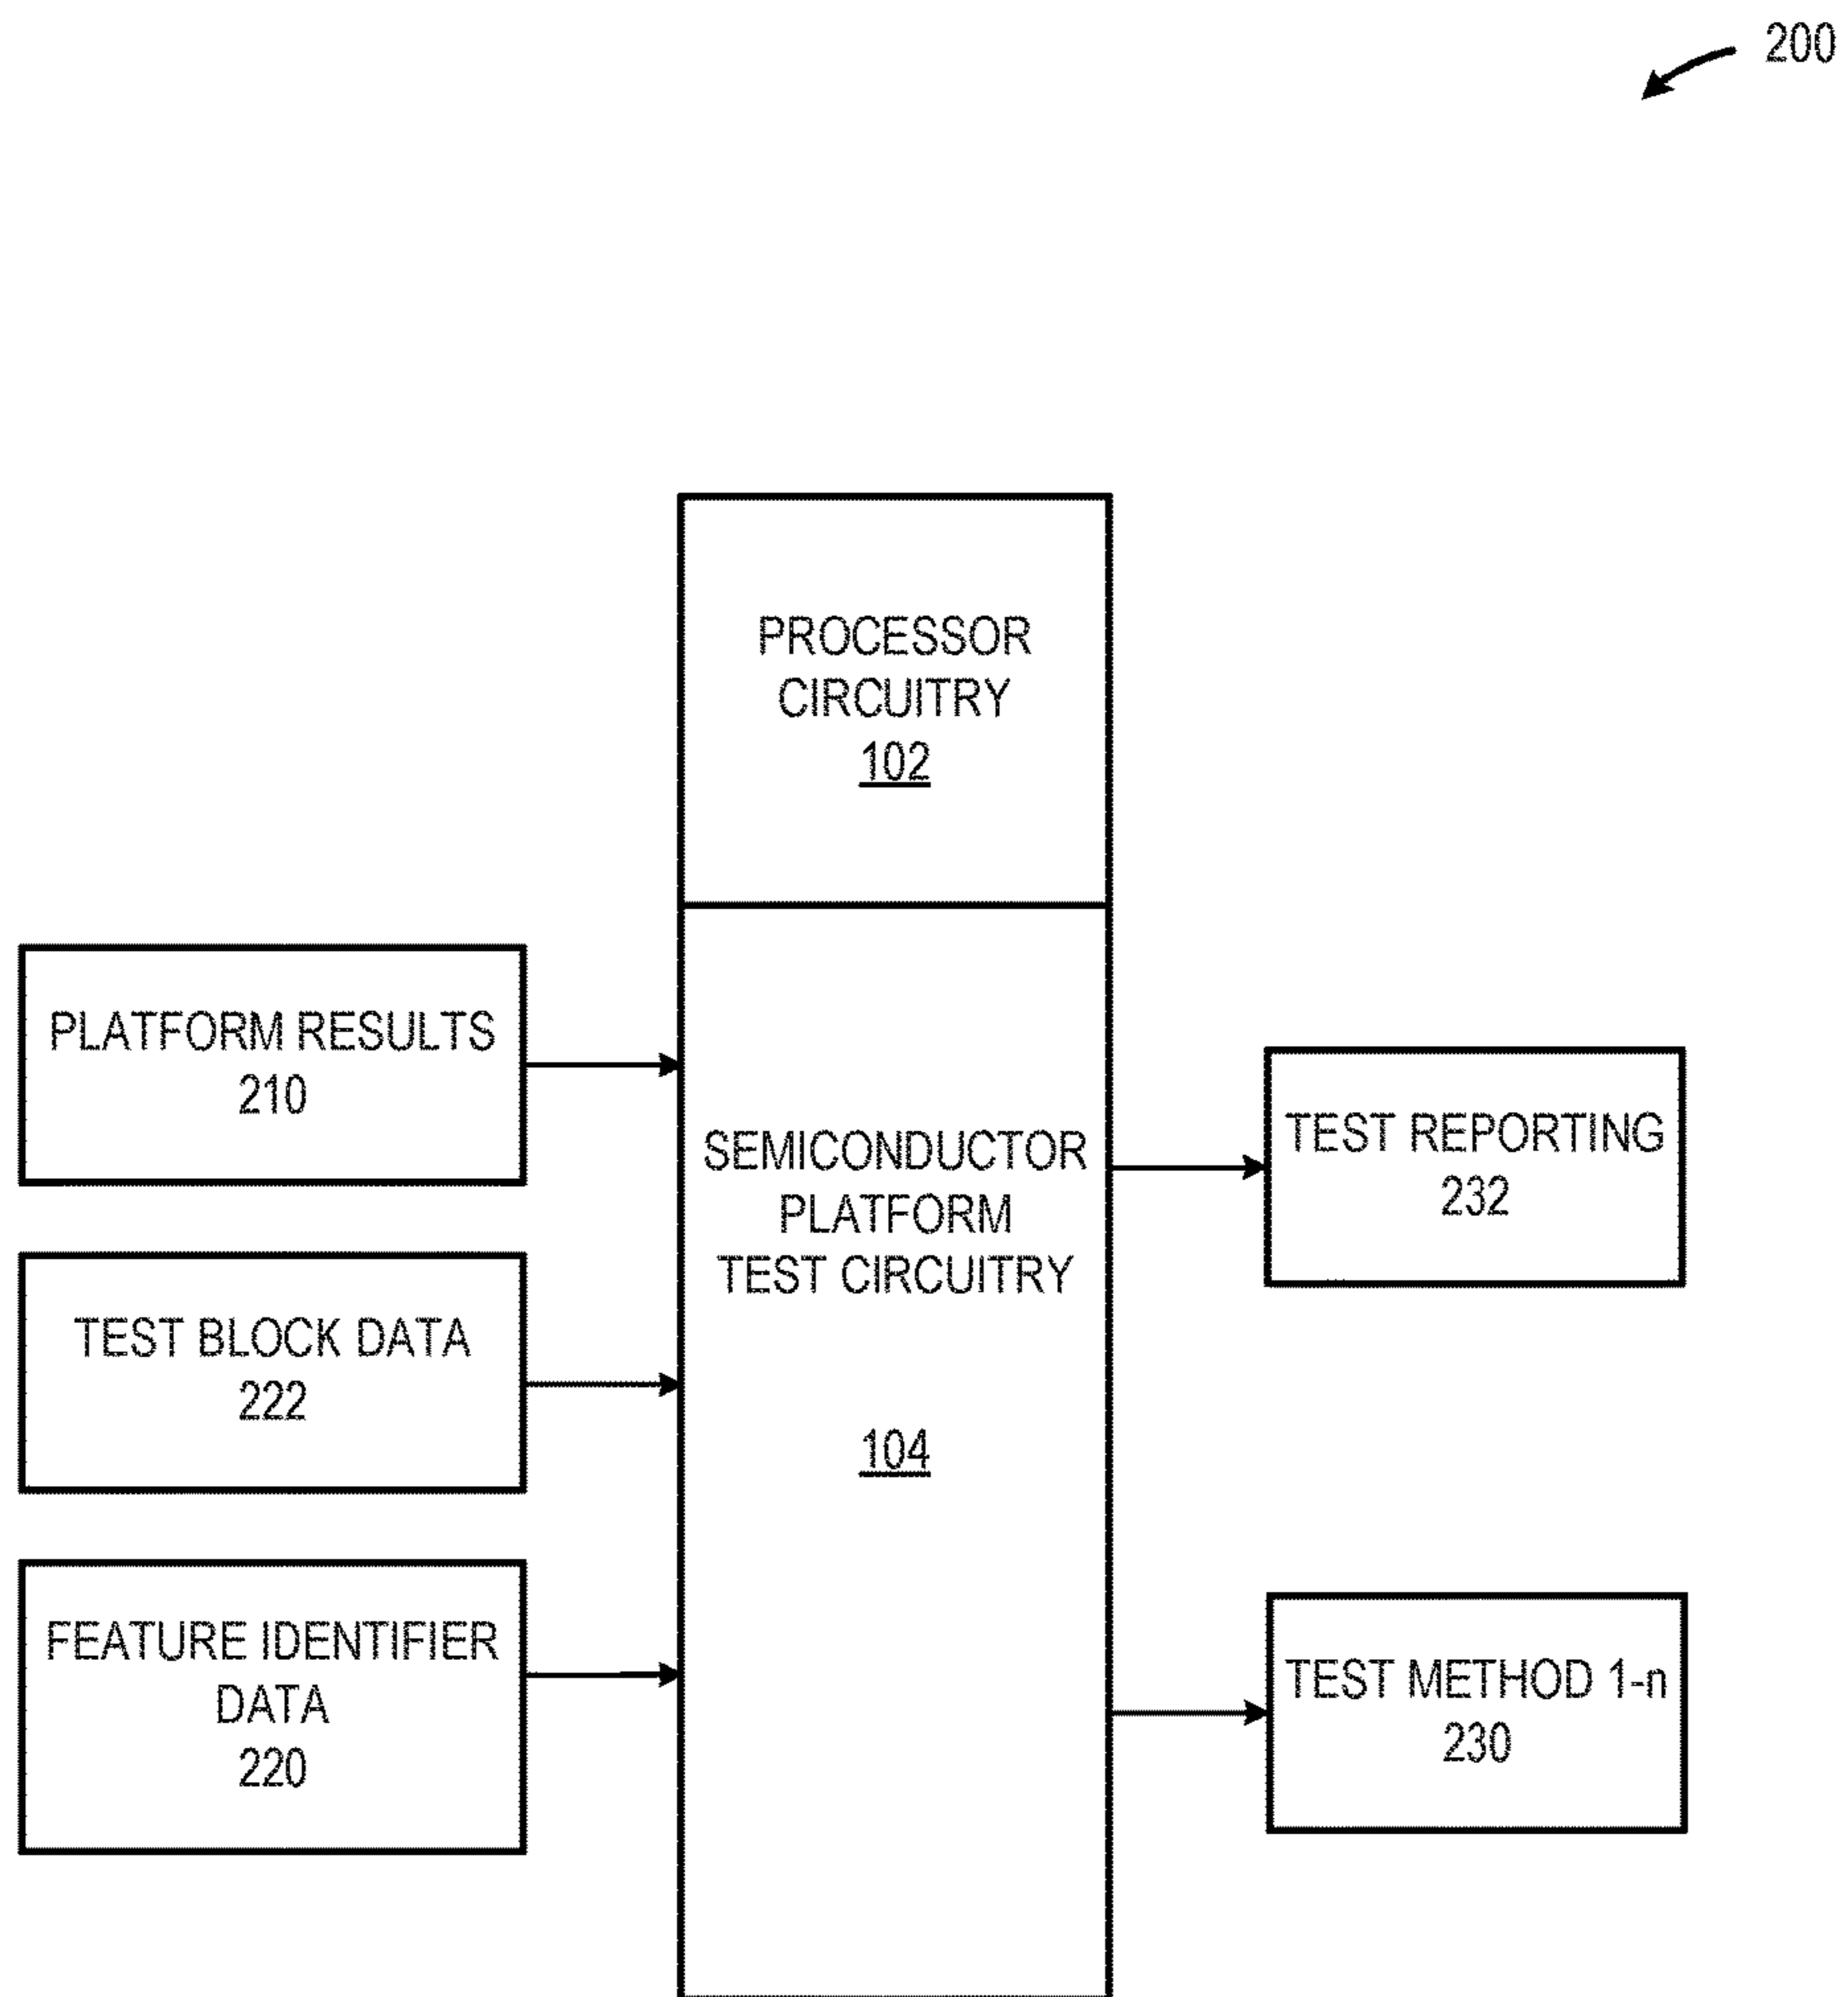 200
PROCESSOR
CIRCUITRY
102
PLATFORM RESULTS
210
TEST BLOCK DATA
222
FEATURE IDENTIFIER
DATA
220
SEMICONDUCTOR
PLATFORM
TEST CIRCUITRY
104
TEST REPORTING
232
TEST METHOD 1-n
230